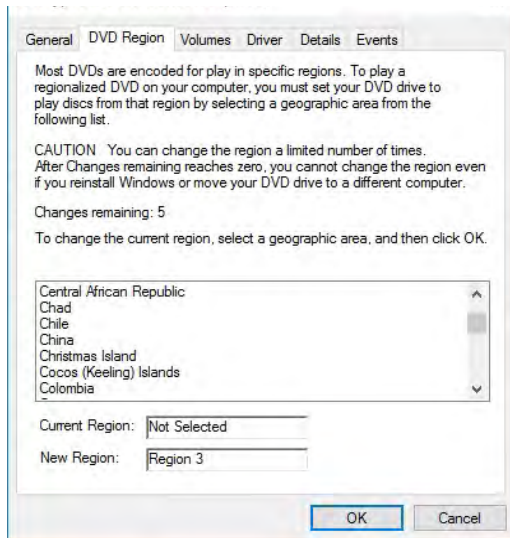 General DVD Region Volumes Driver Details Events
Most DVDs are encoded for play in specific regions. To play a
regionalized DVD on your computer, you must set your DVD drive to
play discs from that region by selecting a geographic area from the
following list.
CAUTION You can change the region a limited number of times.
After Changes remaining reaches zero, you cannot change the region even
if you reinstall Windows or move your DVD drive to a different computer.
Changes remaining: 5
To change the current region, select a geographic area, and then click OK.
Central African Republic
Chad
Chile
China
Christmas Island
Cocos (Keeling) Islands
Colombia
Current Region: Not Selected
New Region: Region 3
OK Cancel